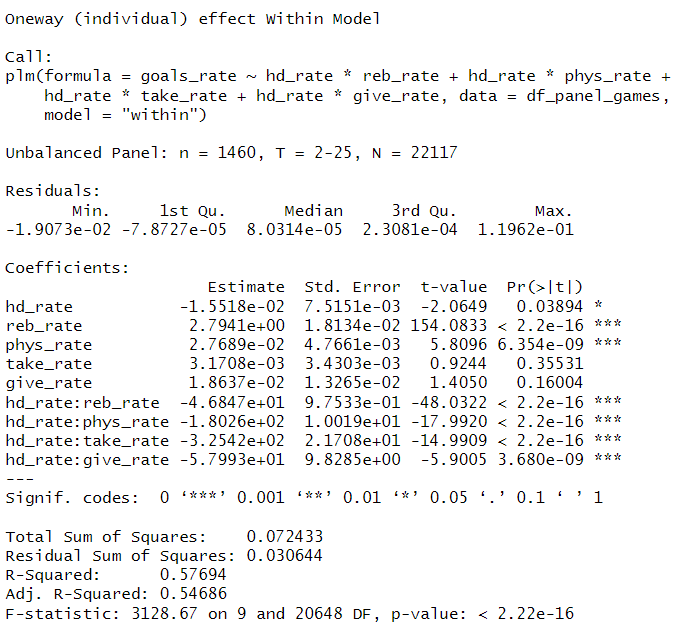 Oneway (individual) effect Within Model
Call:
plm(formula = goals_rate ~ hd_rate * reb_rate + hd_rate * phys_rate +
    hd_rate * take_rate + hd_rate * give_rate, data = df_panel_games,
    model = "within")
Unbalanced Panel: n = 1460, T = 2-25, N = 22117
Residuals:
       Min.     1st Qu.      Median     3rd Qu.        Max.
-1.9073e-02 -7.8727e-05  8.0314e-05  2.3081e-04  1.1962e-01
Coefficients:
                     Estimate  Std. Error  t-value  Pr(>|t|)
hd_rate           -1.5518e-02  7.5151e-03  -2.0649   0.03894 *
reb_rate           2.7941e+00  1.8134e-02 154.0833 < 2.2e-16 ***
phys_rate          2.7689e-02  4.7661e-03   5.8096 6.354e-09 ***
take_rate          3.1708e-03  3.4303e-03   0.9244   0.35531
give_rate          1.8637e-02  1.3265e-02   1.4050   0.16004
hd_rate:reb_rate  -4.6847e+01  9.7533e-01 -48.0322 < 2.2e-16 ***
hd_rate:phys_rate -1.8026e+02  1.0019e+01 -17.9920 < 2.2e-16 ***
hd_rate:take_rate -3.2542e+02  2.1708e+01 -14.9909 < 2.2e-16 ***
hd_rate:give_rate -5.7993e+01  9.8285e+00  -5.9005 3.680e-09 ***
---
Signif. codes:  0 ‘***’ 0.001 ‘**’ 0.01 ‘*’ 0.05 ‘.’ 0.1 ‘ ’ 1
Total Sum of Squares:    0.072433
Residual Sum of Squares: 0.030644
R-Squared:      0.57694
Adj. R-Squared: 0.54686
F-statistic: 3128.67 on 9 and 20648 DF, p-value: < 2.22e-16